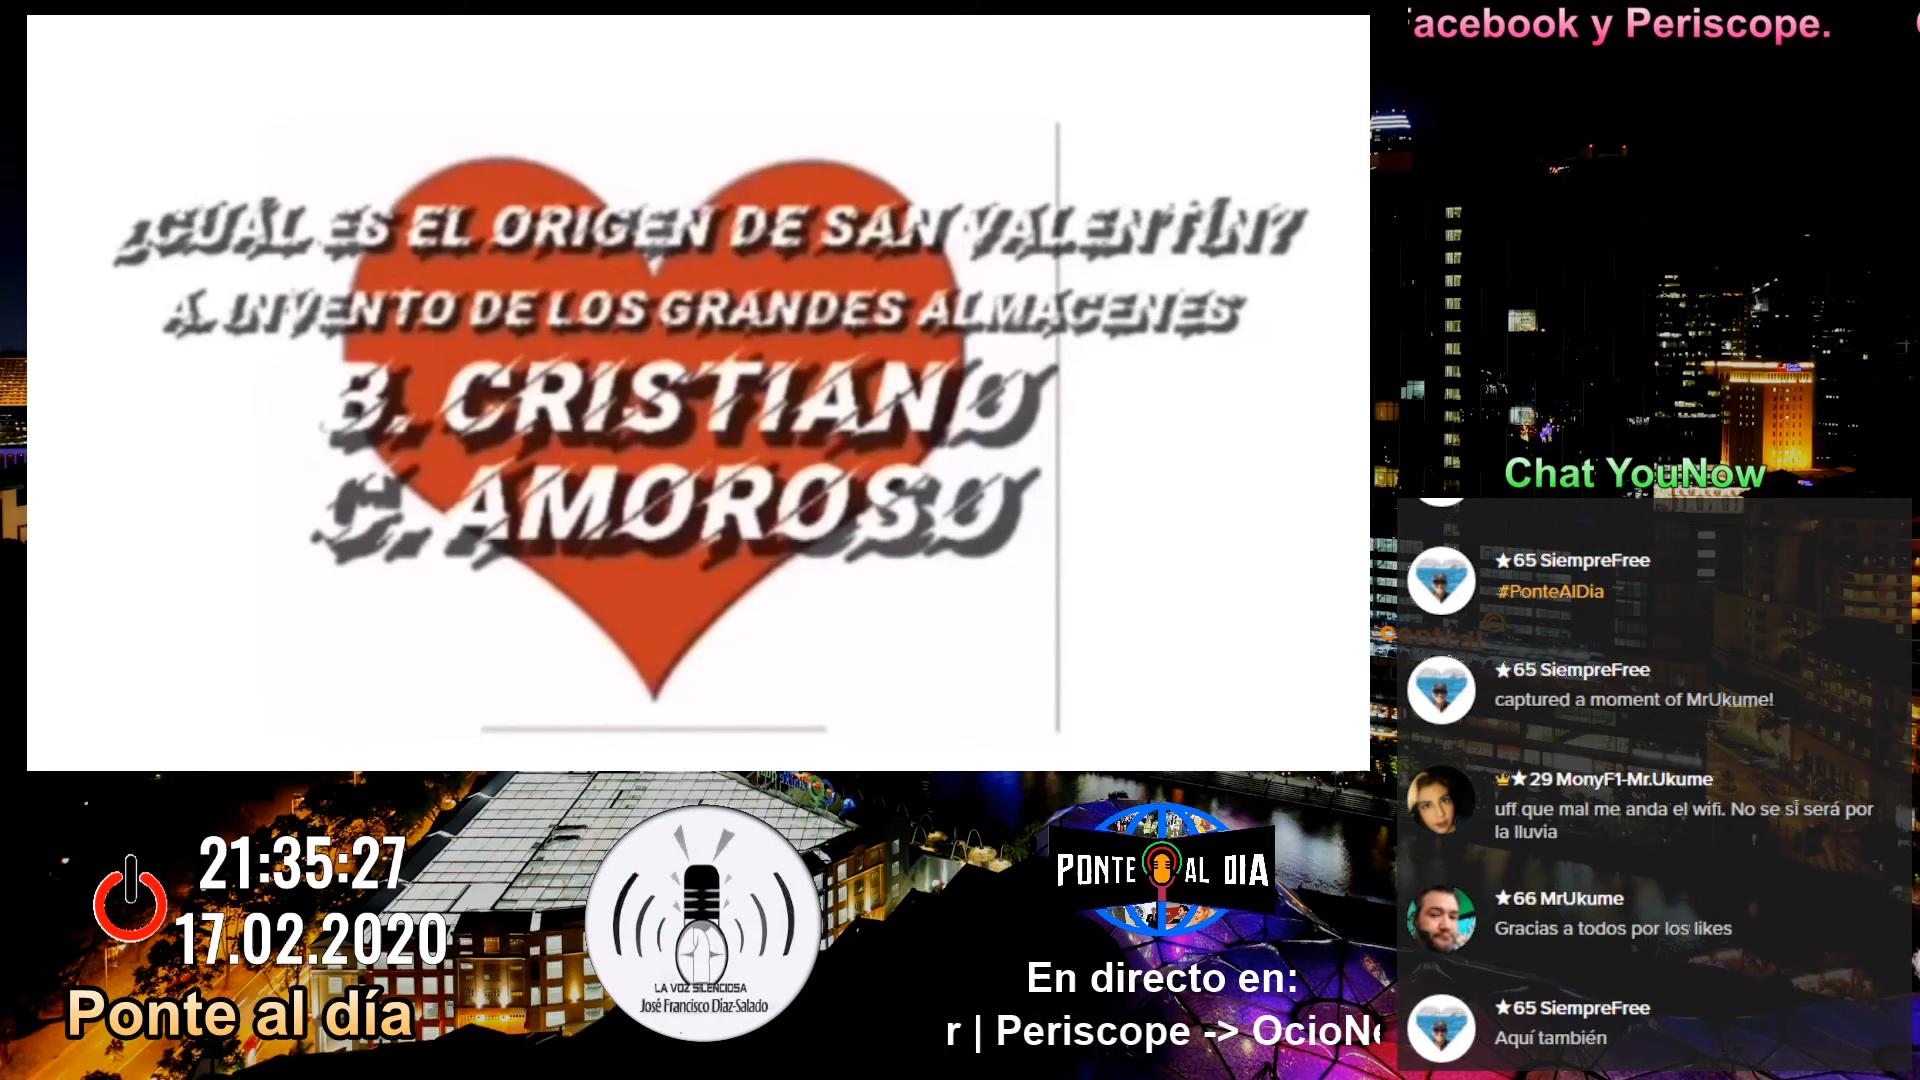 acebook y Periscope.
¿CUÁL ES EL ORIGEN DE SAN VALENTÍN?
A. INVENTO DE LOS GRANDES ALMACENES
B. CRISTIANO
C. AMOROSO
Chat YouNow
★65 SiempreFree
#PonteAlDia
★65 SiempreFree
captured a moment of MrUkume!
★29 MonyF1-Mr.Ukume
uff que mal me anda el wifi. No se si será por
la lluvia
★66 MrUkume
Gracias a todos por los likes
★65 SiempreFree
Aquí también
21:35:27
17.02.2020
Ponte al día
LA VOZ SILENCIOSA
José Francisco Díaz-Salado
PONTE AL DIA
En directo en:
r | Periscope -> OcioNe